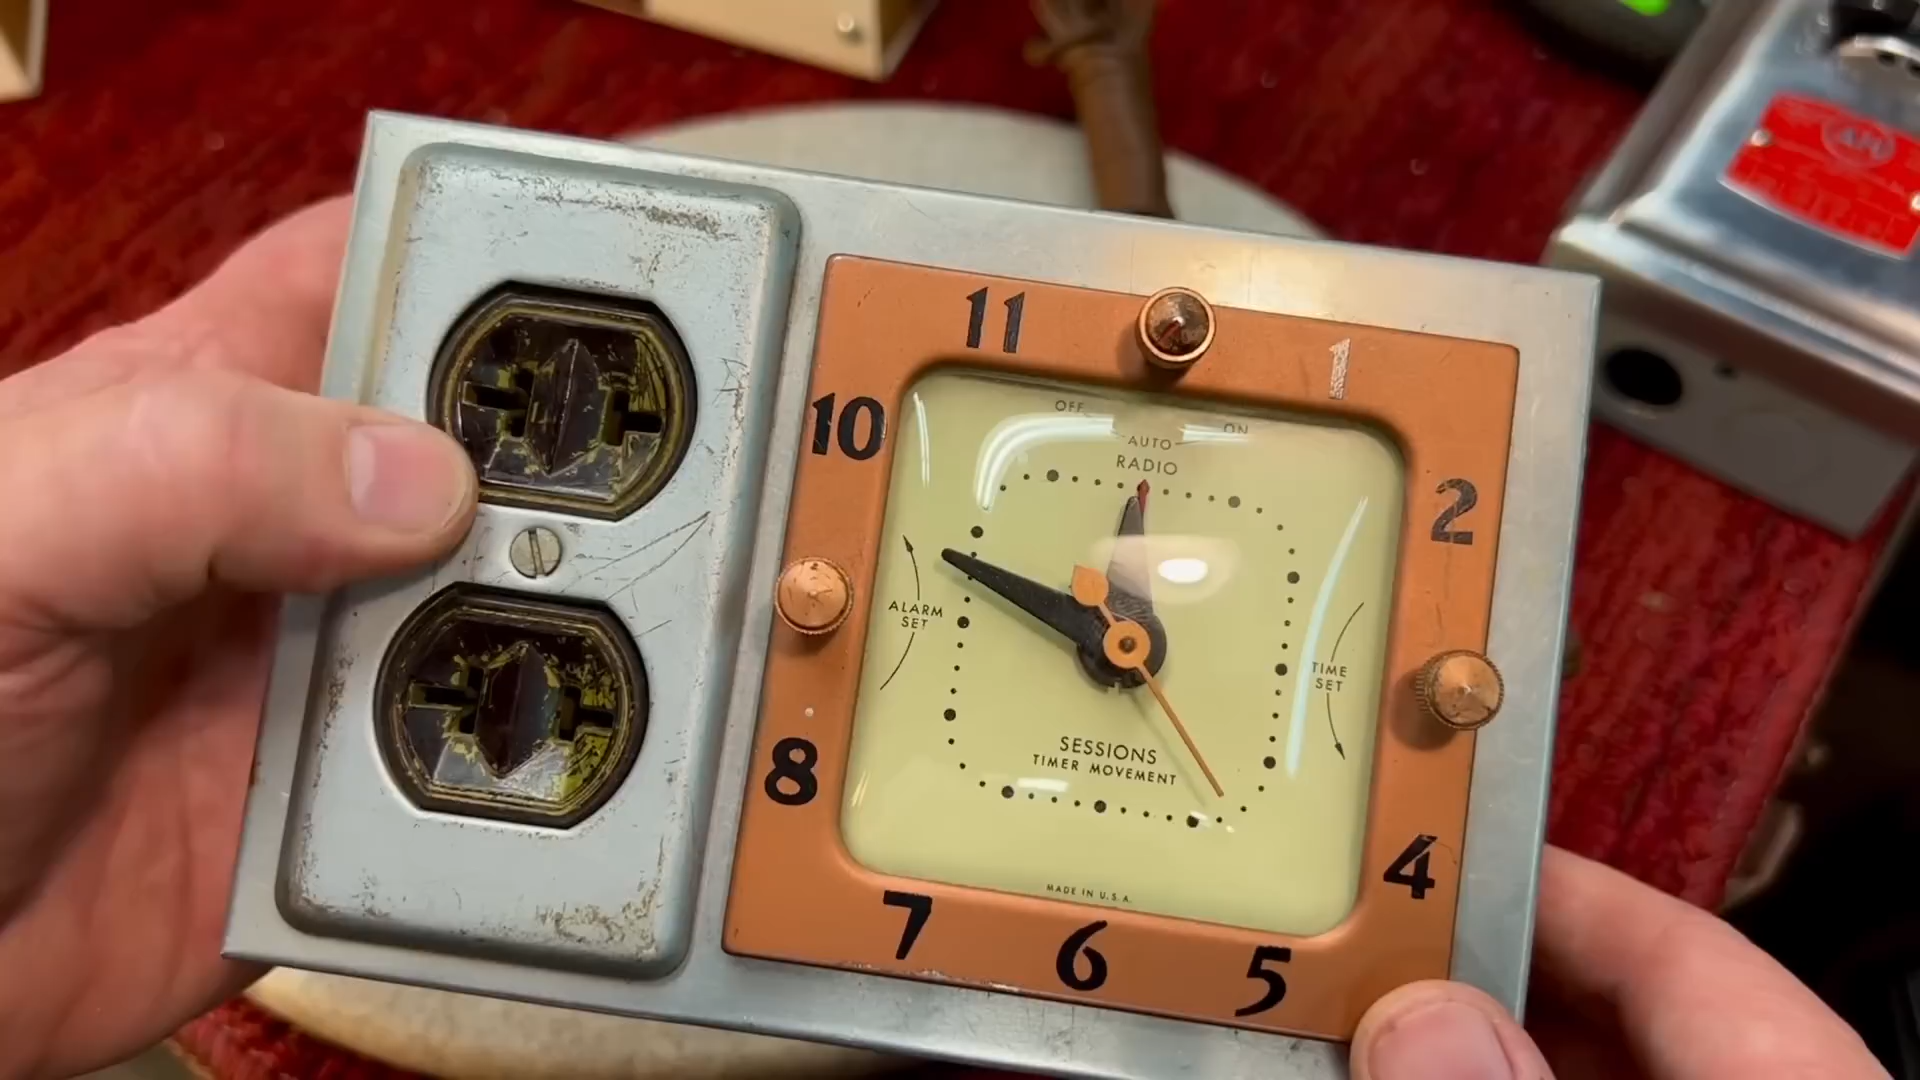 11
1
10
2
OFF
ON
AUTO
RADIO
ALARM
SET
TIME
SET
SESSIONS
TIMER MOVEMENT
8
4
MADE IN U.S.A.
7
6
5
API